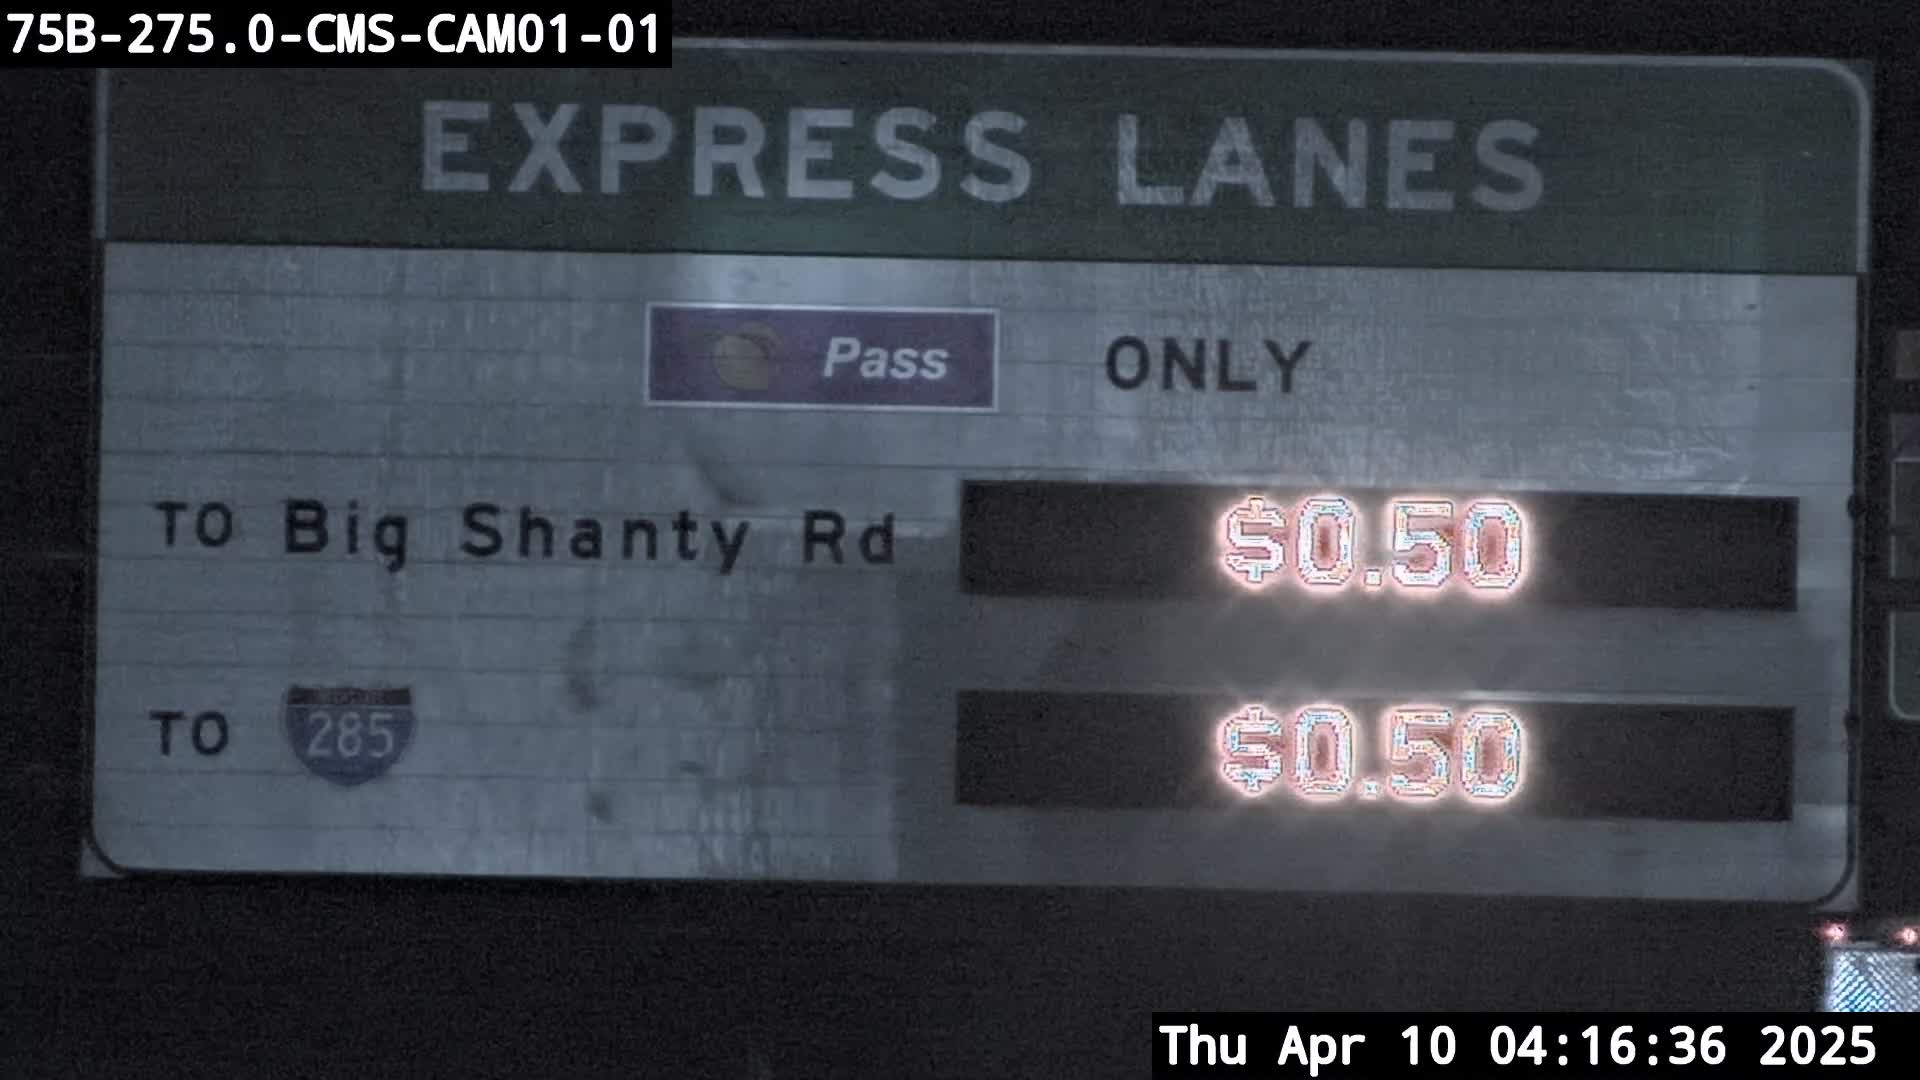 75B-275.0-CMS-CAM01-01
EXPRESS LANES
Pass ONLY
TO Big Shanty Rd $0.50
TO 285 $0.50
Thu Apr 10 04:16:36 2025